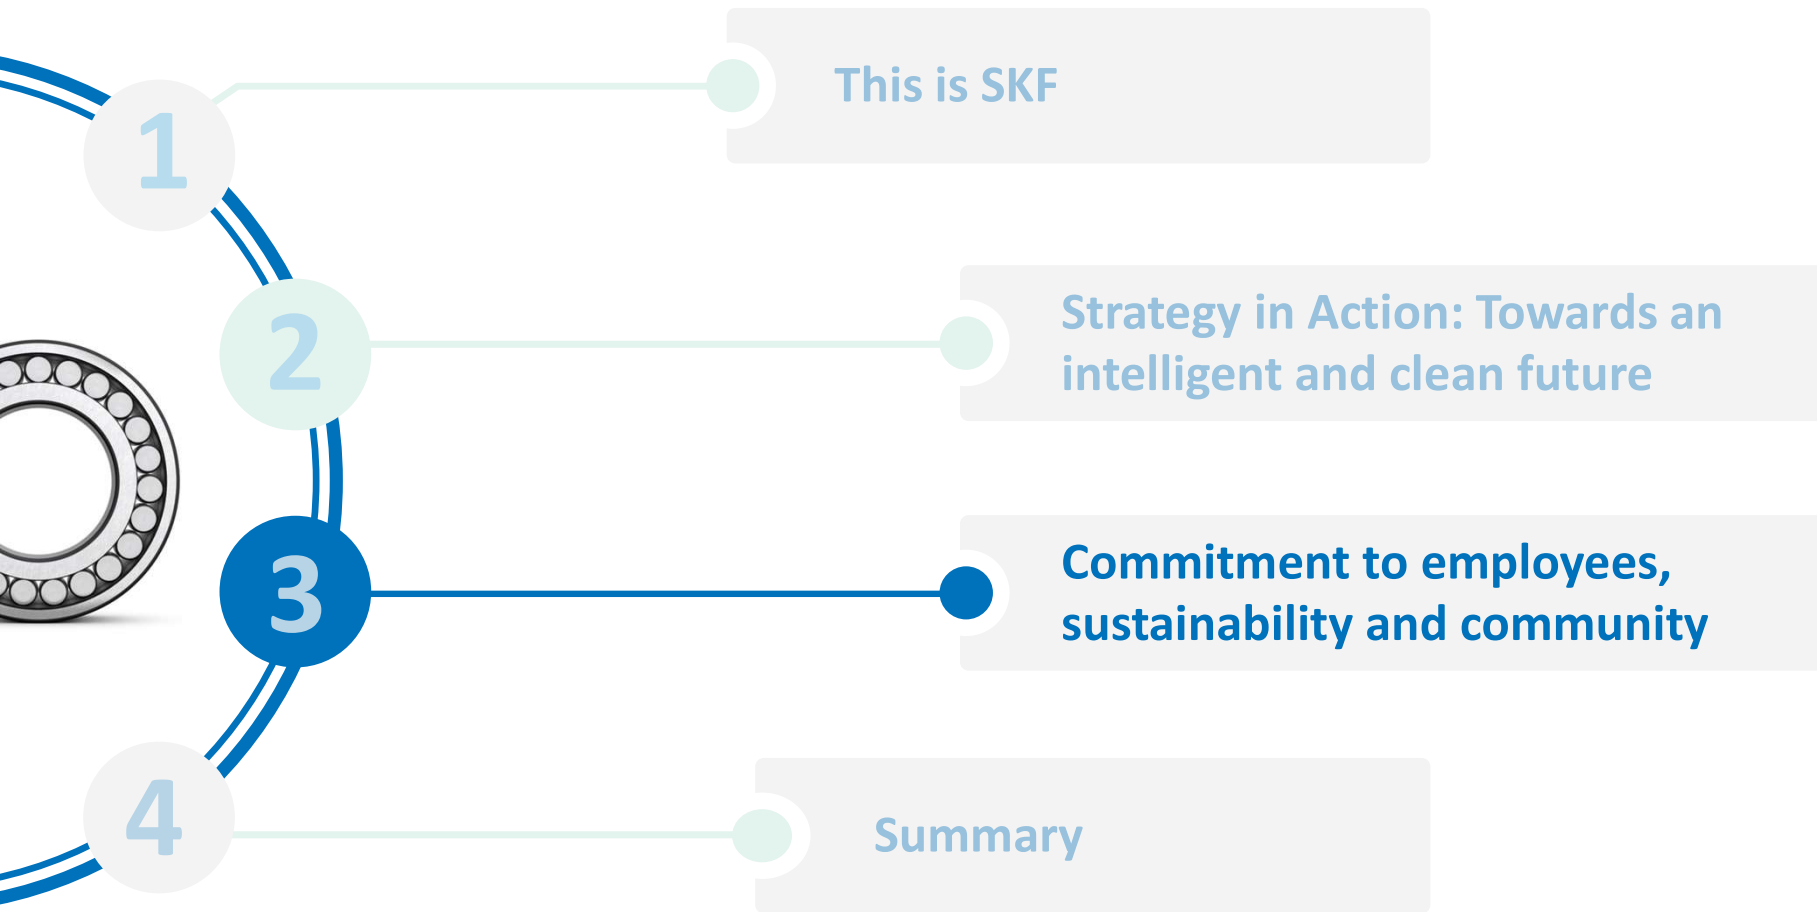 1
This is SKF
2
Strategy in Action: Towards an
intelligent and clean future
3
Commitment to employees,
sustainability and community
4
Summary